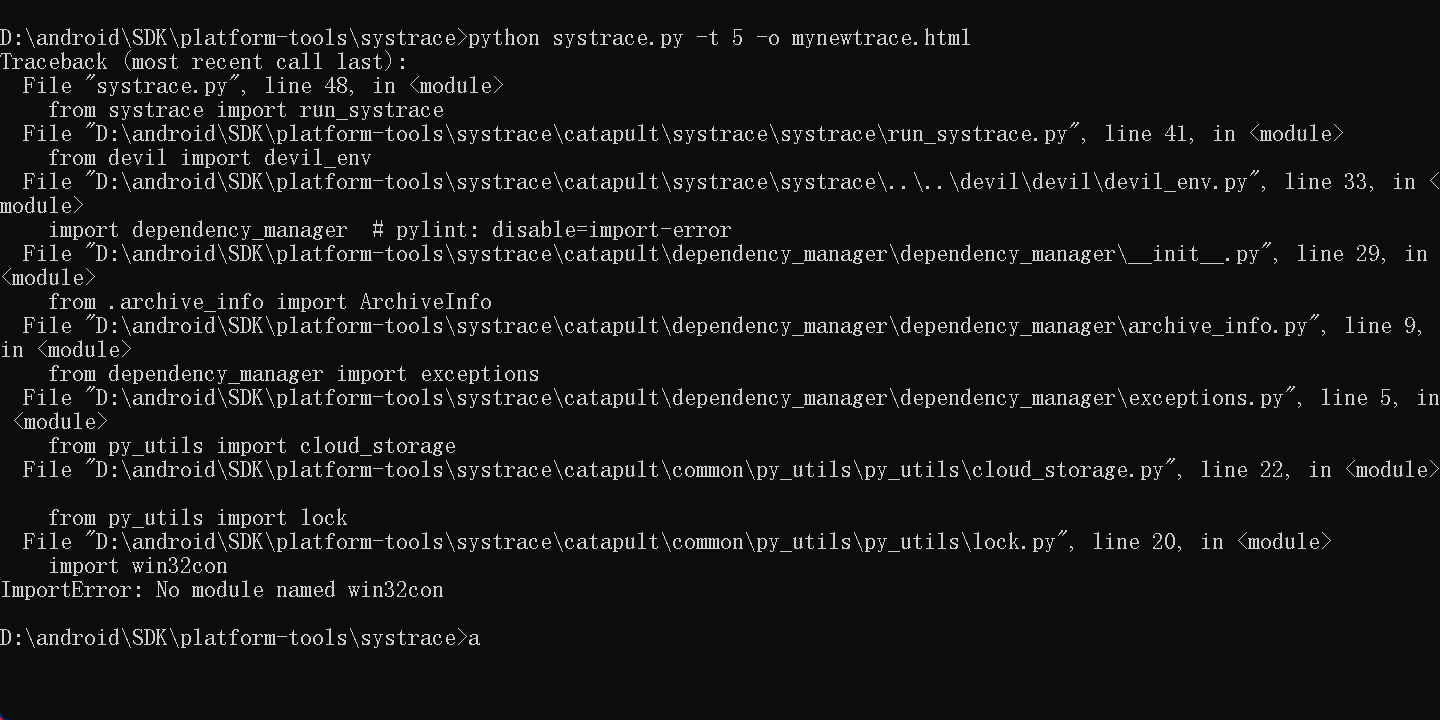 D:\android\SDK\platform-tools\systrace>python systrace.py -t 5 -o mynewtrace.html
Traceback (most recent call last):
  File "systrace.py", line 48, in <module>
    from systrace import run_systrace
  File "D:\android\SDK\platform-tools\systrace\catapult\systrace\systrace\run_systrace.py", line 41, in <module>
    from devil import devil_env
  File "D:\android\SDK\platform-tools\systrace\catapult\systrace\systrace\..\..\devil\devil\devil_env.py", line 33, in <
module>
    import dependency_manager  # pylint: disable=import-error
  File "D:\android\SDK\platform-tools\systrace\catapult\dependency_manager\dependency_manager\__init__.py", line 29, in
<module>
    from .archive_info import ArchiveInfo
  File "D:\android\SDK\platform-tools\systrace\catapult\dependency_manager\dependency_manager\archive_info.py", line 9,
in <module>
    from dependency_manager import exceptions
  File "D:\android\SDK\platform-tools\systrace\catapult\dependency_manager\dependency_manager\exceptions.py", line 5, in
 <module>
    from py_utils import cloud_storage
  File "D:\android\SDK\platform-tools\systrace\catapult\common\py_utils\py_utils\cloud_storage.py", line 22, in <module>
    from py_utils import lock
  File "D:\android\SDK\platform-tools\systrace\catapult\common\py_utils\py_utils\lock.py", line 20, in <module>
    import win32con
ImportError: No module named win32con
D:\android\SDK\platform-tools\systrace>a